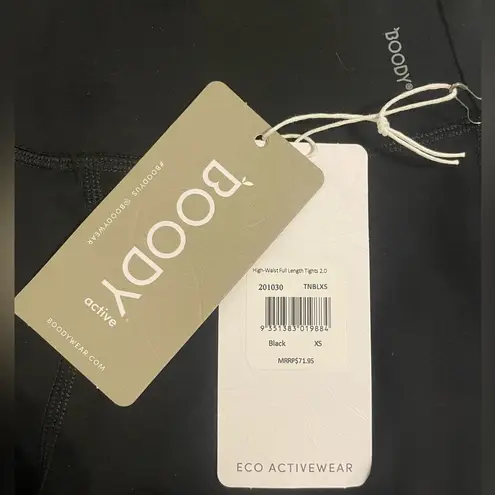 BOODY
#BOODYUS @BOODYWEAR
BOODY
active
BOODYWEAR.COM
High-Waist Full Length Tights 2.0
201030 TNBLXS
9 351383 019884
Black XS
MRRP$71.95
ECO ACTIVEWEAR